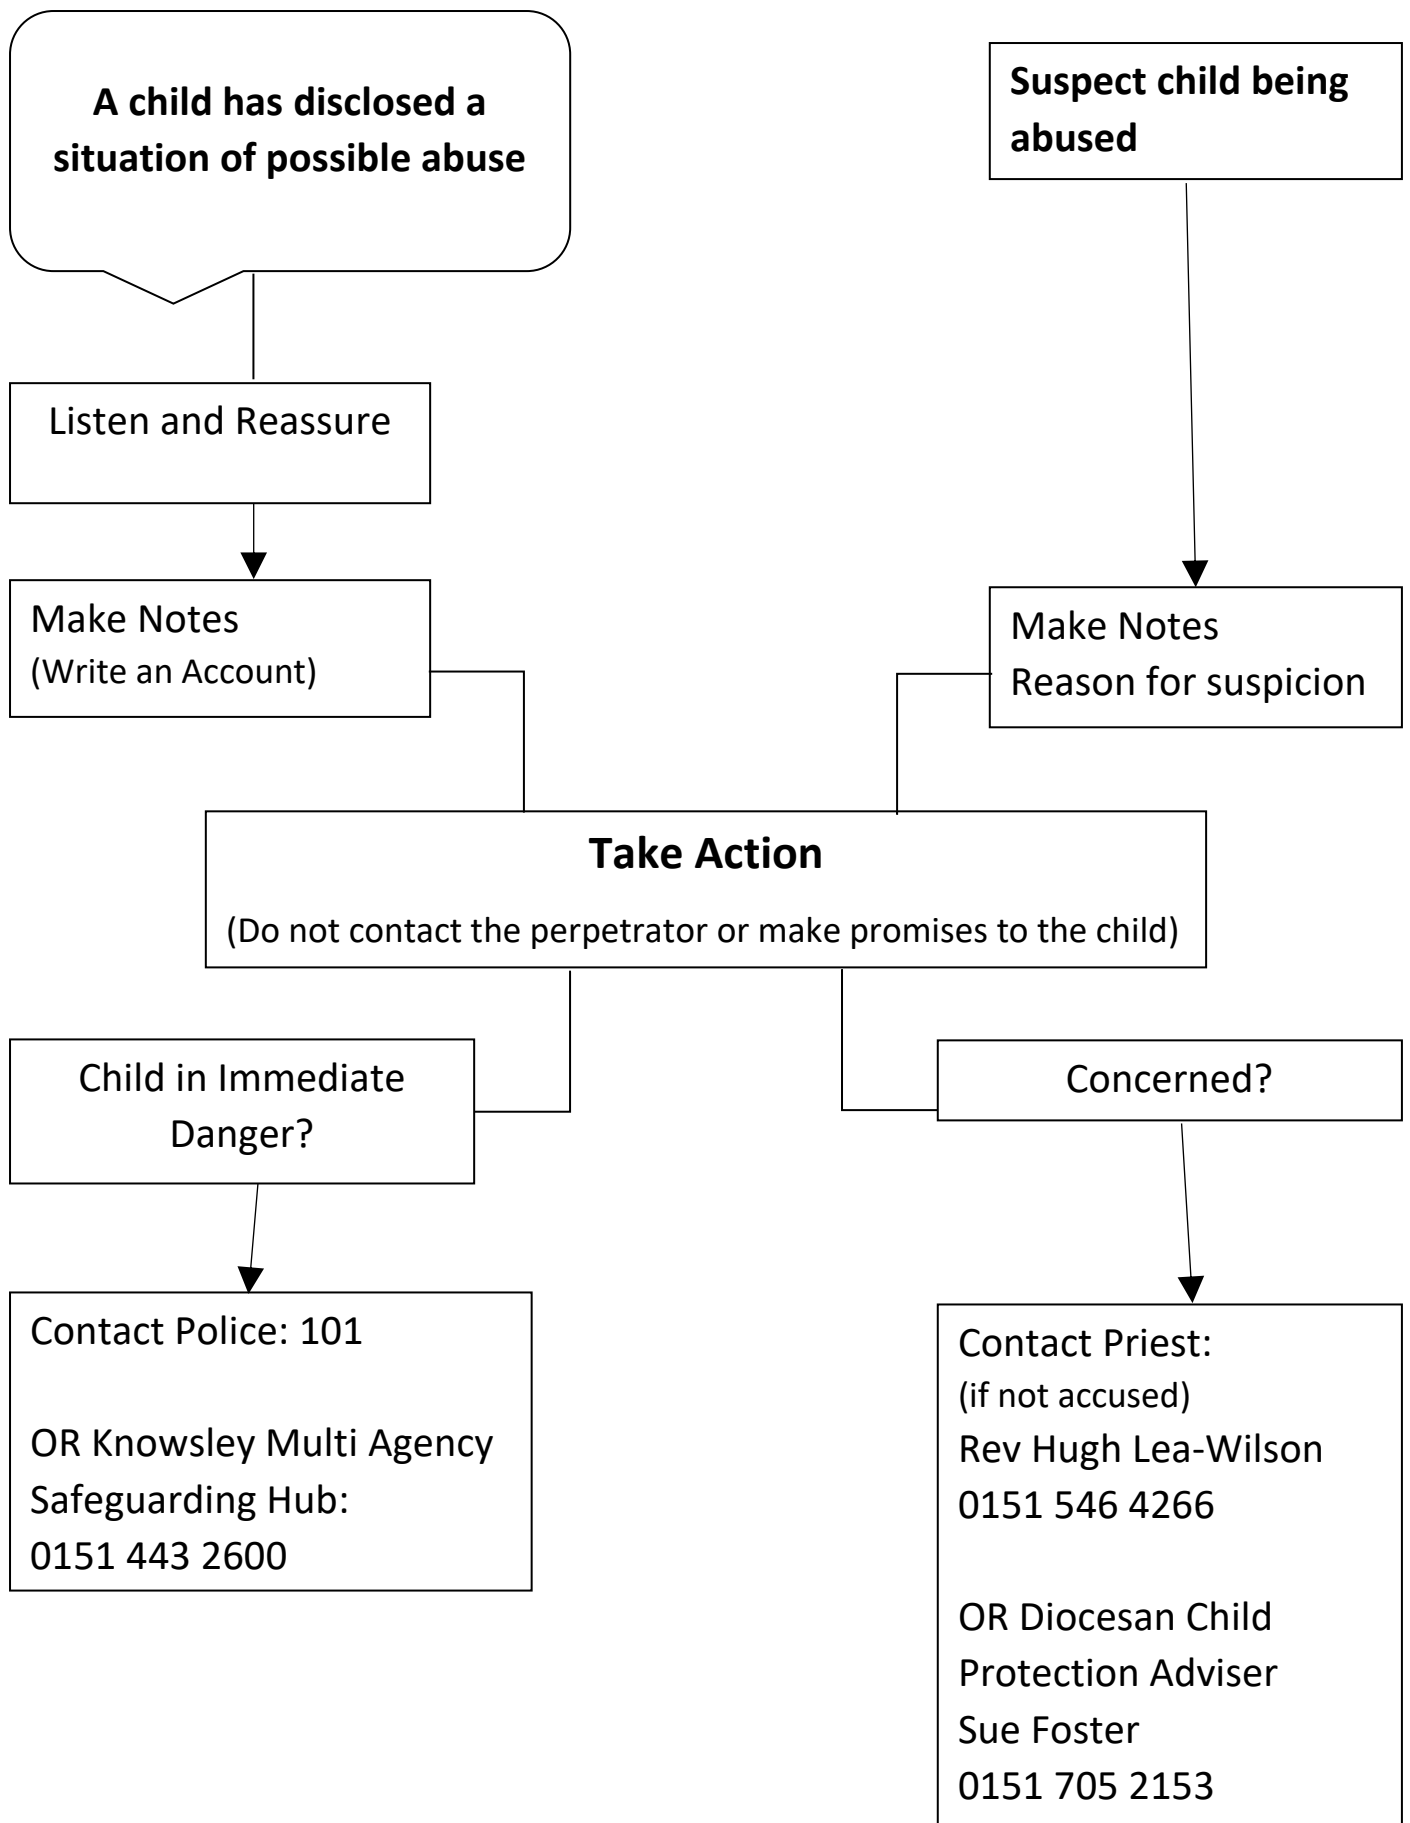 A child has disclosed a
situation of possible abuse
Suspect child being
abused
Listen and Reassure
Make Notes
(Write an Account)
Make Notes
Reason for suspicion
Take Action
(Do not contact the perpetrator or make promises to the child)
Child in Immediate
Danger?
Concerned?
Contact Police: 101
OR Knowsley Multi Agency
Safeguarding Hub:
0151 443 2600
Contact Priest:
(if not accused)
Rev Hugh Lea-Wilson
0151 546 4266
OR Diocesan Child
Protection Adviser
Sue Foster
0151 705 2153